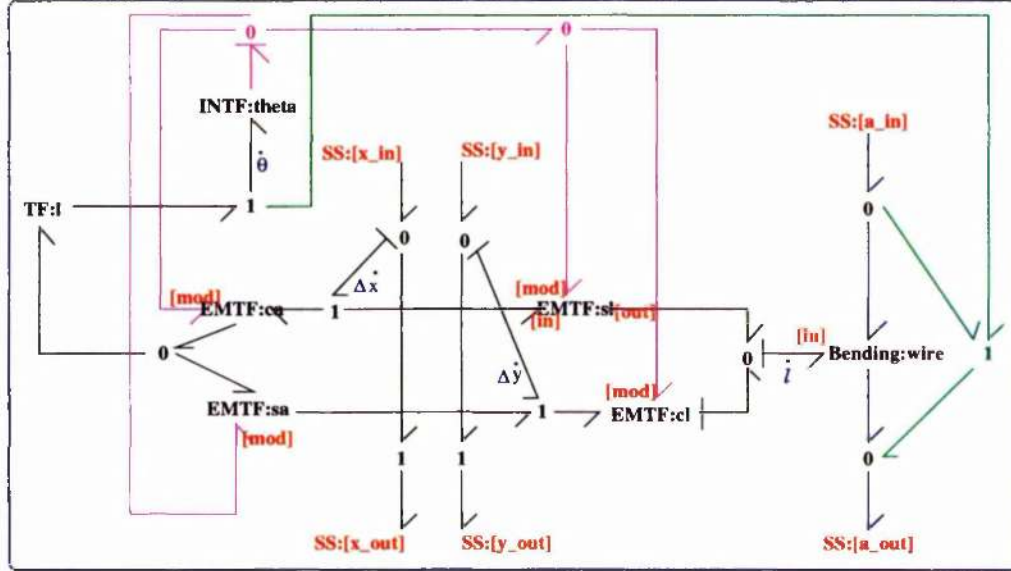 0
0
1
INTF:theta
SS:[a_in]
θ̇
SS:[x_in]
SS:[y_in]
TF:l
1
0
0
0
Δẋ
[mod]
EMTF:ca
1
[mod]
EMTF:sl
[out]
[in]
0
0
[in]
Bending:wire
1
l̇
Δẏ
EMTF:sa
[mod]
1
[mod]
EMTF:cl
1
1
0
SS:[x_out]
SS:[y_out]
SS:[a_out]